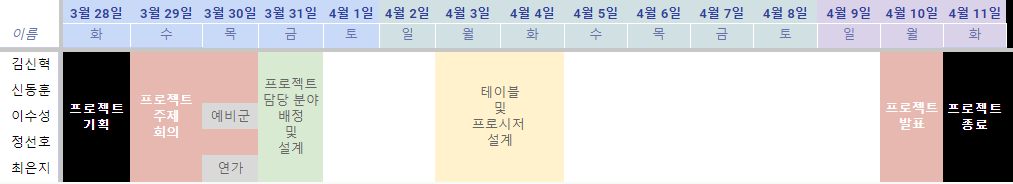 3월 28일 3월 29일 3월 30일 3월 31일 4월 1일 4월 2일 4월 3일 4월 4일 4월 5일 4월 6일 4월 7일 4월 8일 4월 9일 4월 10일 4월 11일
이름 화 수 목 금 토 일 월 화 수 목 금 토 일 월 화
김신혁
신동훈
이수성
정선호
최은지
프로젝트
기획
프로젝트
주제
회의
예비군
연가
프로젝트
담당 분야
배정
및
설계
테이블
및
프로시저
설계
프로젝트
발표
프로젝트
종료